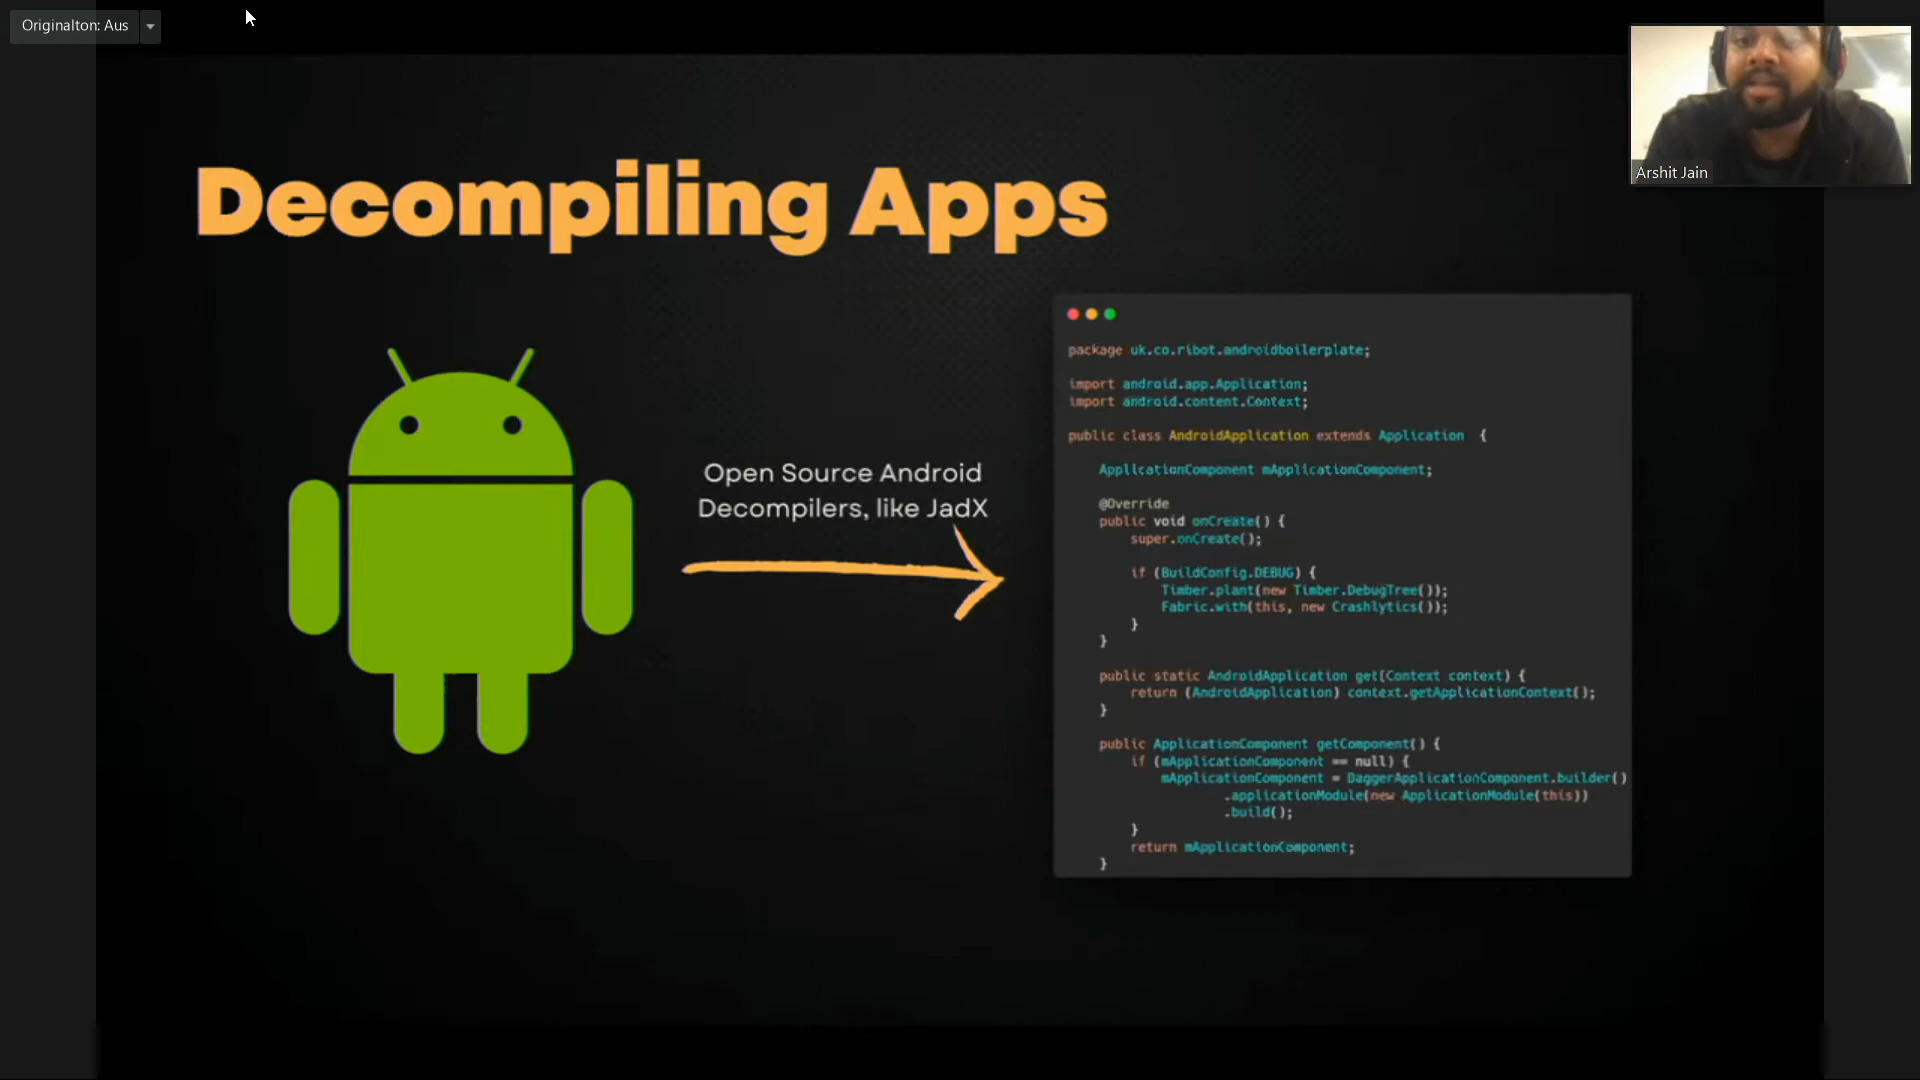 Originalton: Aus
Arshit Jain
Decompiling Apps
Open Source Android
Decompilers, like JadX
package uk.co.ribot.androidboilerplate;
import android.app.Application;
import android.content.Context;
public class AndroidApplication extends Application {
ApplicationComponent mApplicationComponent;
@Override
public void onCreate() {
super.onCreate();
if (BuildConfig.DEBUG) {
Timber.plant(new Timber.DebugTree());
Fabric.with(this, new Crashlytics());
}
}
public static AndroidApplication get(Context context) {
return (AndroidApplication) context.getApplicationContext();
}
public ApplicationComponent getComponent() {
if (mApplicationComponent == null) {
mApplicationComponent = DaggerApplicationComponent.builder()
.applicationModule(new ApplicationModule(this))
.build();
}
return mApplicationComponent;
}